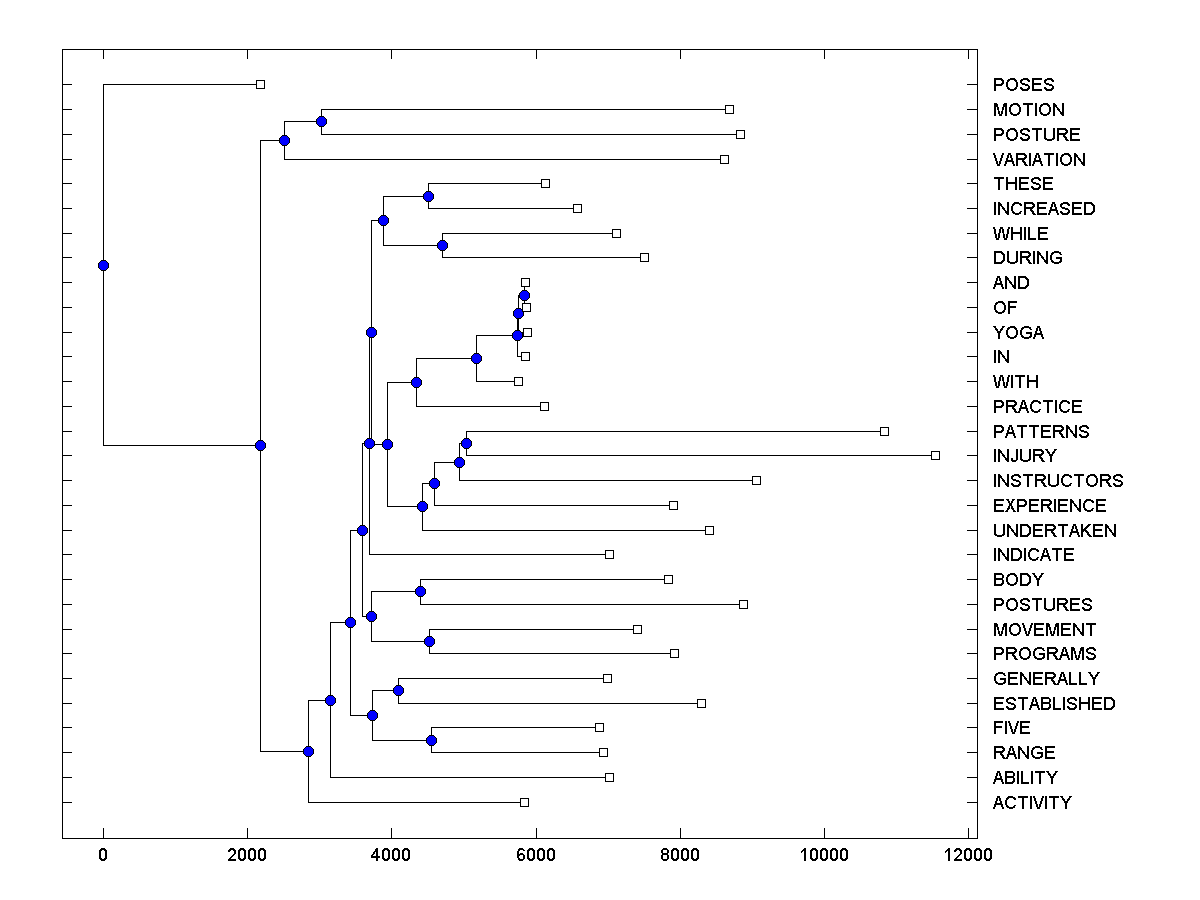 POSES
MOTION
POSTURE
VARIATION
THESE
INCREASED
WHILE
DURING
AND
OF
YOGA
IN
WITH
PRACTICE
PATTERNS
INJURY
INSTRUCTORS
EXPERIENCE
UNDERTAKEN
INDICATE
BODY
POSTURES
MOVEMENT
PROGRAMS
GENERALLY
ESTABLISHED
FIVE
RANGE
ABILITY
ACTIVITY
0 2000 4000 6000 8000 10000 12000